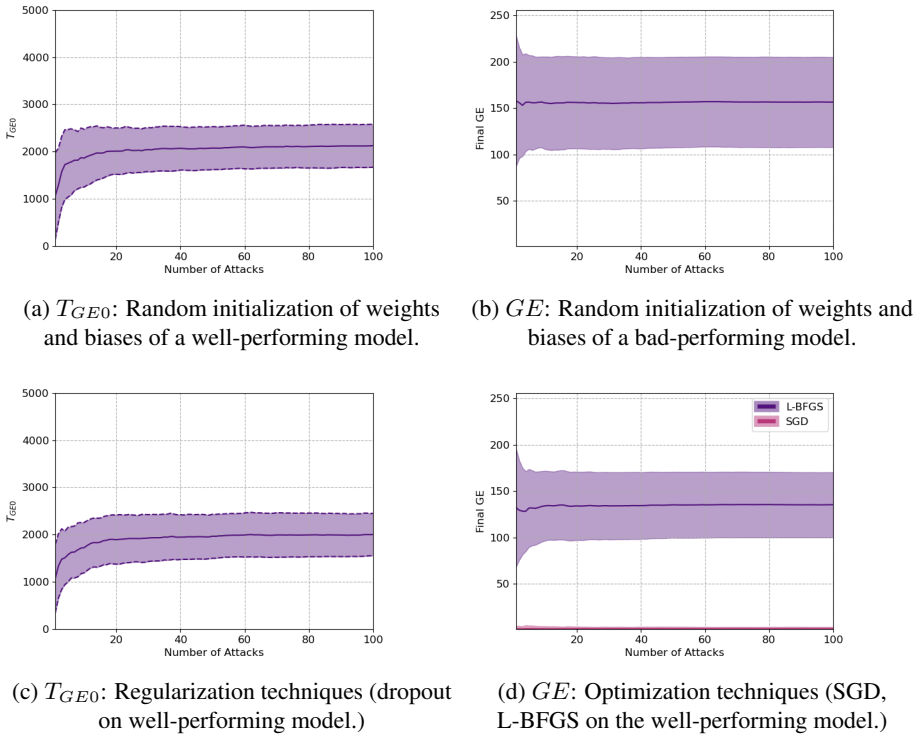 5000
4000
3000
2000
1000
0
T_{GE0}
20 40 60 80 100
Number of Attacks
250
200
150
100
50
Final GE
20 40 60 80 100
Number of Attacks
(a) T_{GE0}: Random initialization of weights
and biases of a well-performing model.
(b) GE: Random initialization of weights and
biases of a bad-performing model.
5000
4000
3000
2000
1000
0
T_{GE0}
20 40 60 80 100
Number of Attacks
250
200
150
100
50
Final GE
L-BFGS
SGD
20 40 60 80 100
Number of Attacks
(c) T_{GE0}: Regularization techniques (dropout
on well-performing model.)
(d) GE: Optimization techniques (SGD,
L-BFGS on the well-performing model.)